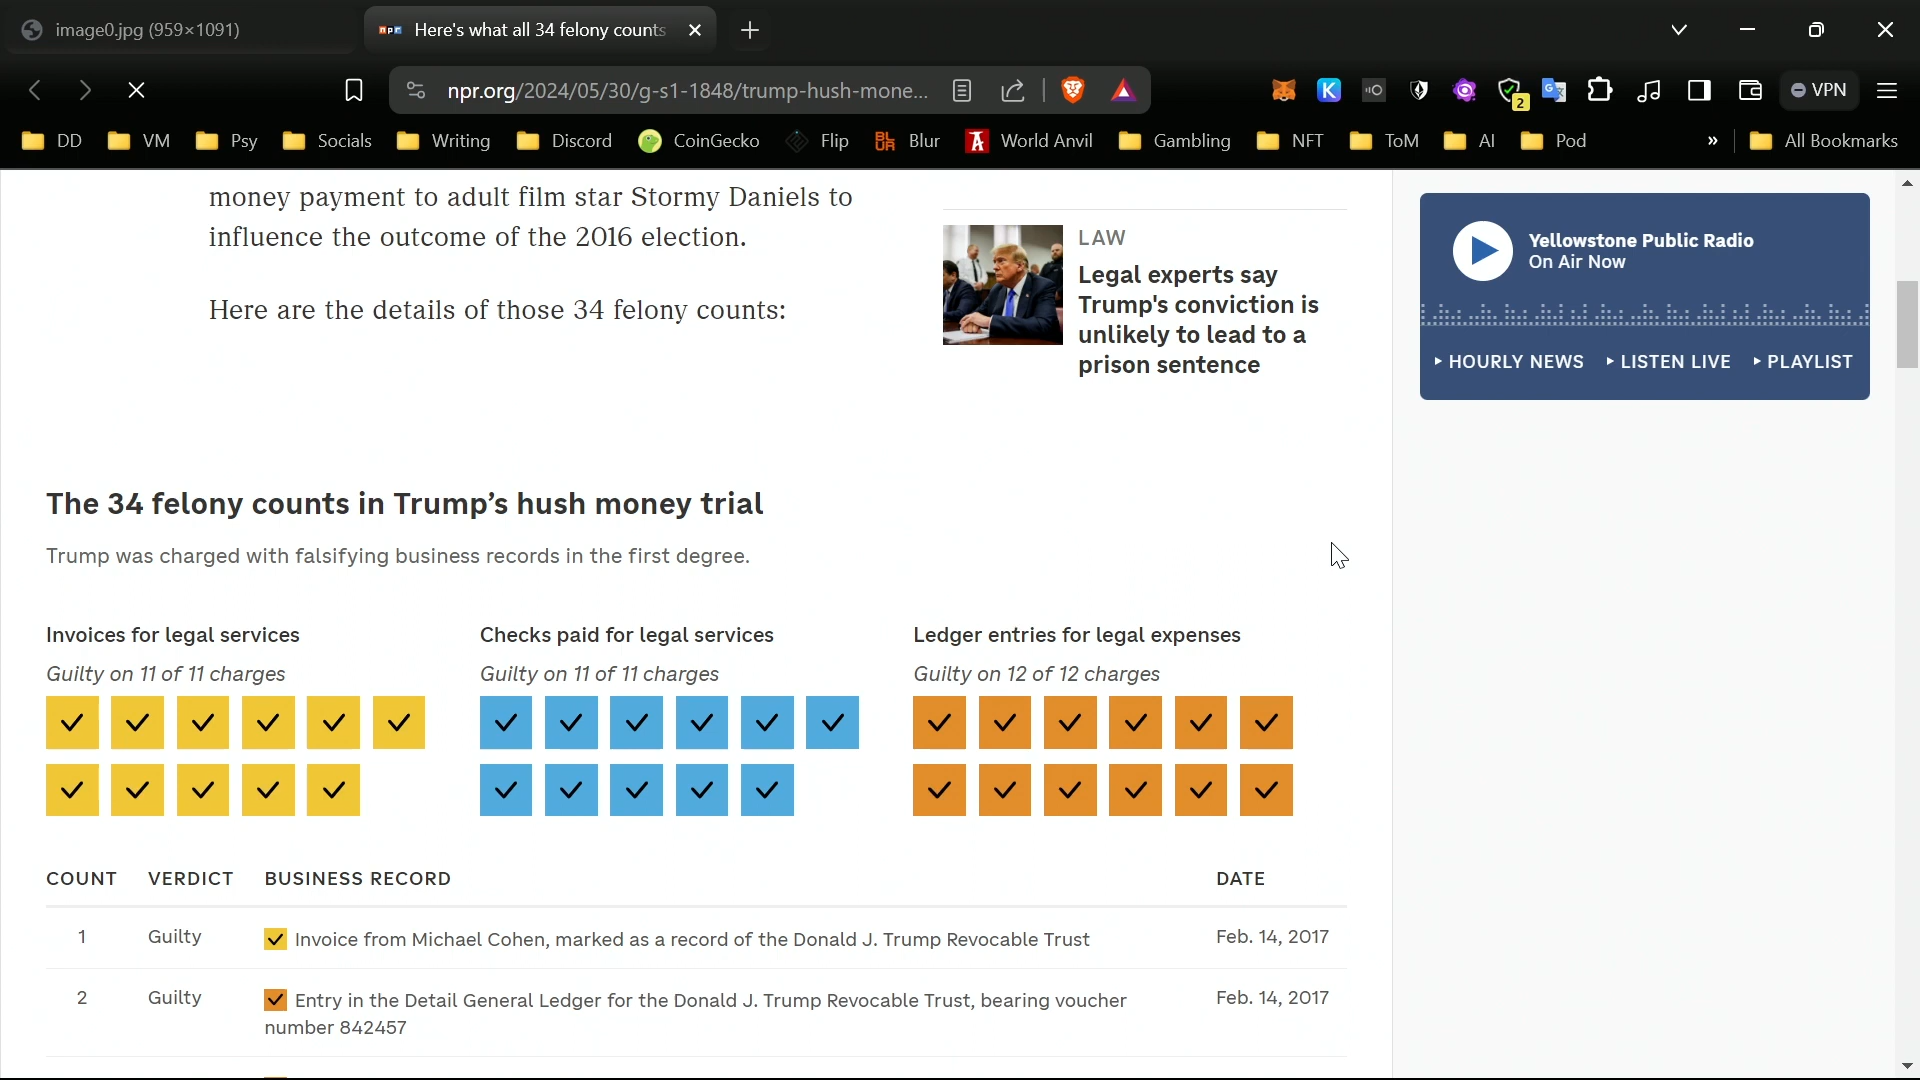 image0.jpg (959×1091)
npr Here's what all 34 felony counts
npr.org/2024/05/30/g-s1-1848/trump-hush-mone...
2
VPN
DD VM Psy Socials Writing Discord CoinGecko Flip Blur World Anvil Gambling NFT ToM AI Pod » All Bookmarks
money payment to adult film star Stormy Daniels to
influence the outcome of the 2016 election.
Here are the details of those 34 felony counts:
LAW
Legal experts say
Trump's conviction is
unlikely to lead to a
prison sentence
Yellowstone Public Radio
On Air Now
HOURLY NEWS LISTEN LIVE PLAYLIST
The 34 felony counts in Trump’s hush money trial
Trump was charged with falsifying business records in the first degree.
Invoices for legal services
Guilty on 11 of 11 charges
Checks paid for legal services
Guilty on 11 of 11 charges
Ledger entries for legal expenses
Guilty on 12 of 12 charges
COUNT VERDICT BUSINESS RECORD DATE
1 Guilty Invoice from Michael Cohen, marked as a record of the Donald J. Trump Revocable Trust Feb. 14, 2017
2 Guilty Entry in the Detail General Ledger for the Donald J. Trump Revocable Trust, bearing voucher Feb. 14, 2017
number 842457